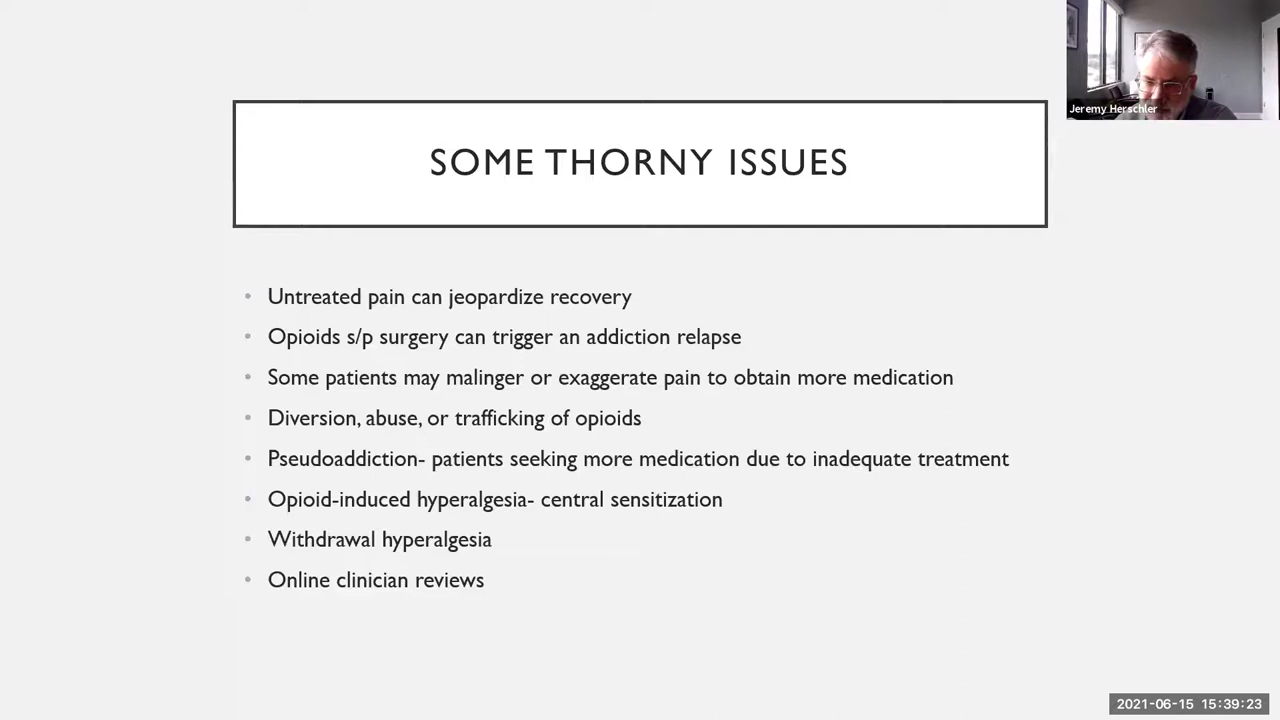 SOME THORNY ISSUES
Jeremy Herschler
• Untreated pain can jeopardize recovery
• Opioids s/p surgery can trigger an addiction relapse
• Some patients may malinger or exaggerate pain to obtain more medication
• Diversion, abuse, or trafficking of opioids
• Pseudoaddiction- patients seeking more medication due to inadequate treatment
• Opioid-induced hyperalgesia- central sensitization
• Withdrawal hyperalgesia
• Online clinician reviews
2021-06-15 15:39:23